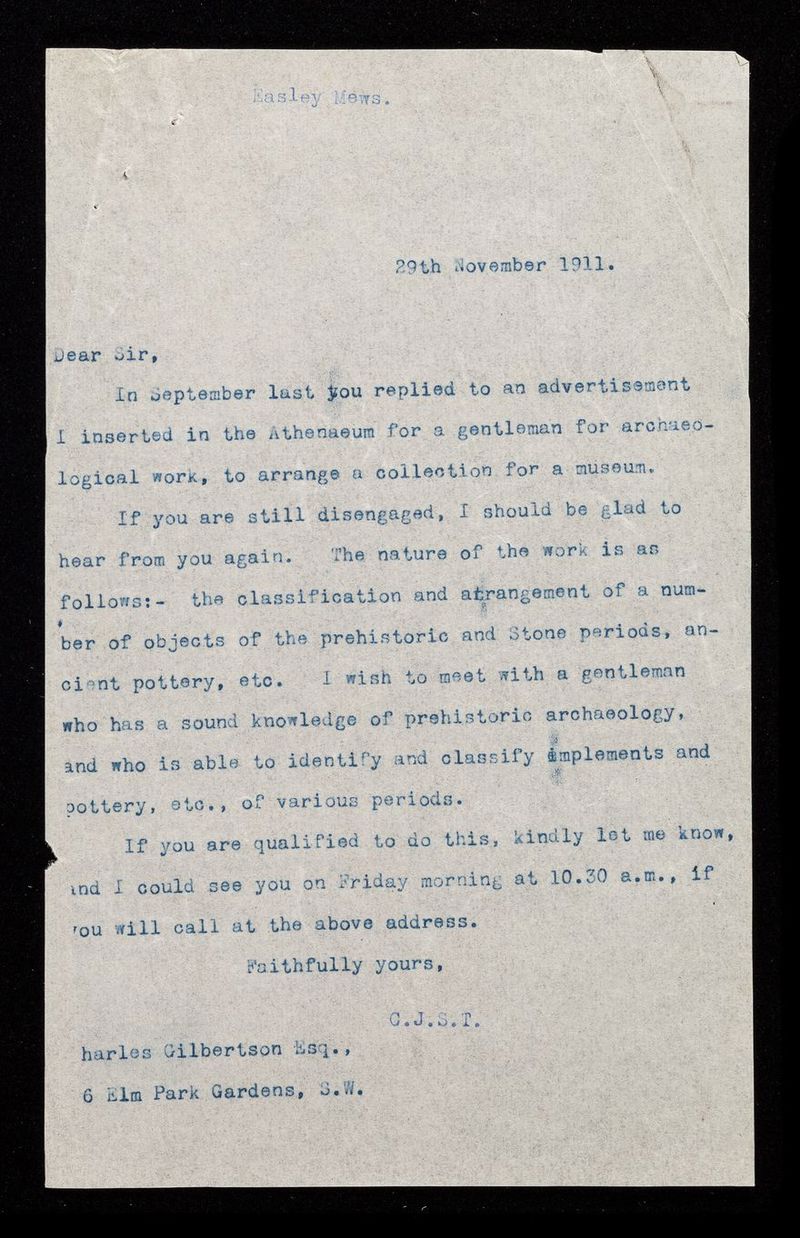 Easley Mews.
29th November 1911.
Dear Sir,
In September last you replied to an advertisement
I inserted in the Athenaeum for a gentleman for archaeo-
logical work, to arrange a collection for a museum.
If you are still disengaged, I should be glad to
hear from you again. The nature of the work is as
follows:- the classification and arrangement of a num-
ber of objects of the prehistoric and Stone periods, an-
cient pottery, etc. I wish to meet with a gentleman
who has a sound knowledge of prehistoric archaeology,
and who is able to identify and classify implements and
pottery, etc., of various periods.
If you are qualified to do this, kindly let me know,
and I could see you on Friday morning at 10.30 a.m., if
you will call at the above address.
Faithfully yours,
C.J.S.T.
harles Gilbertson Esq.,
6 Elm Park Gardens, S.W.